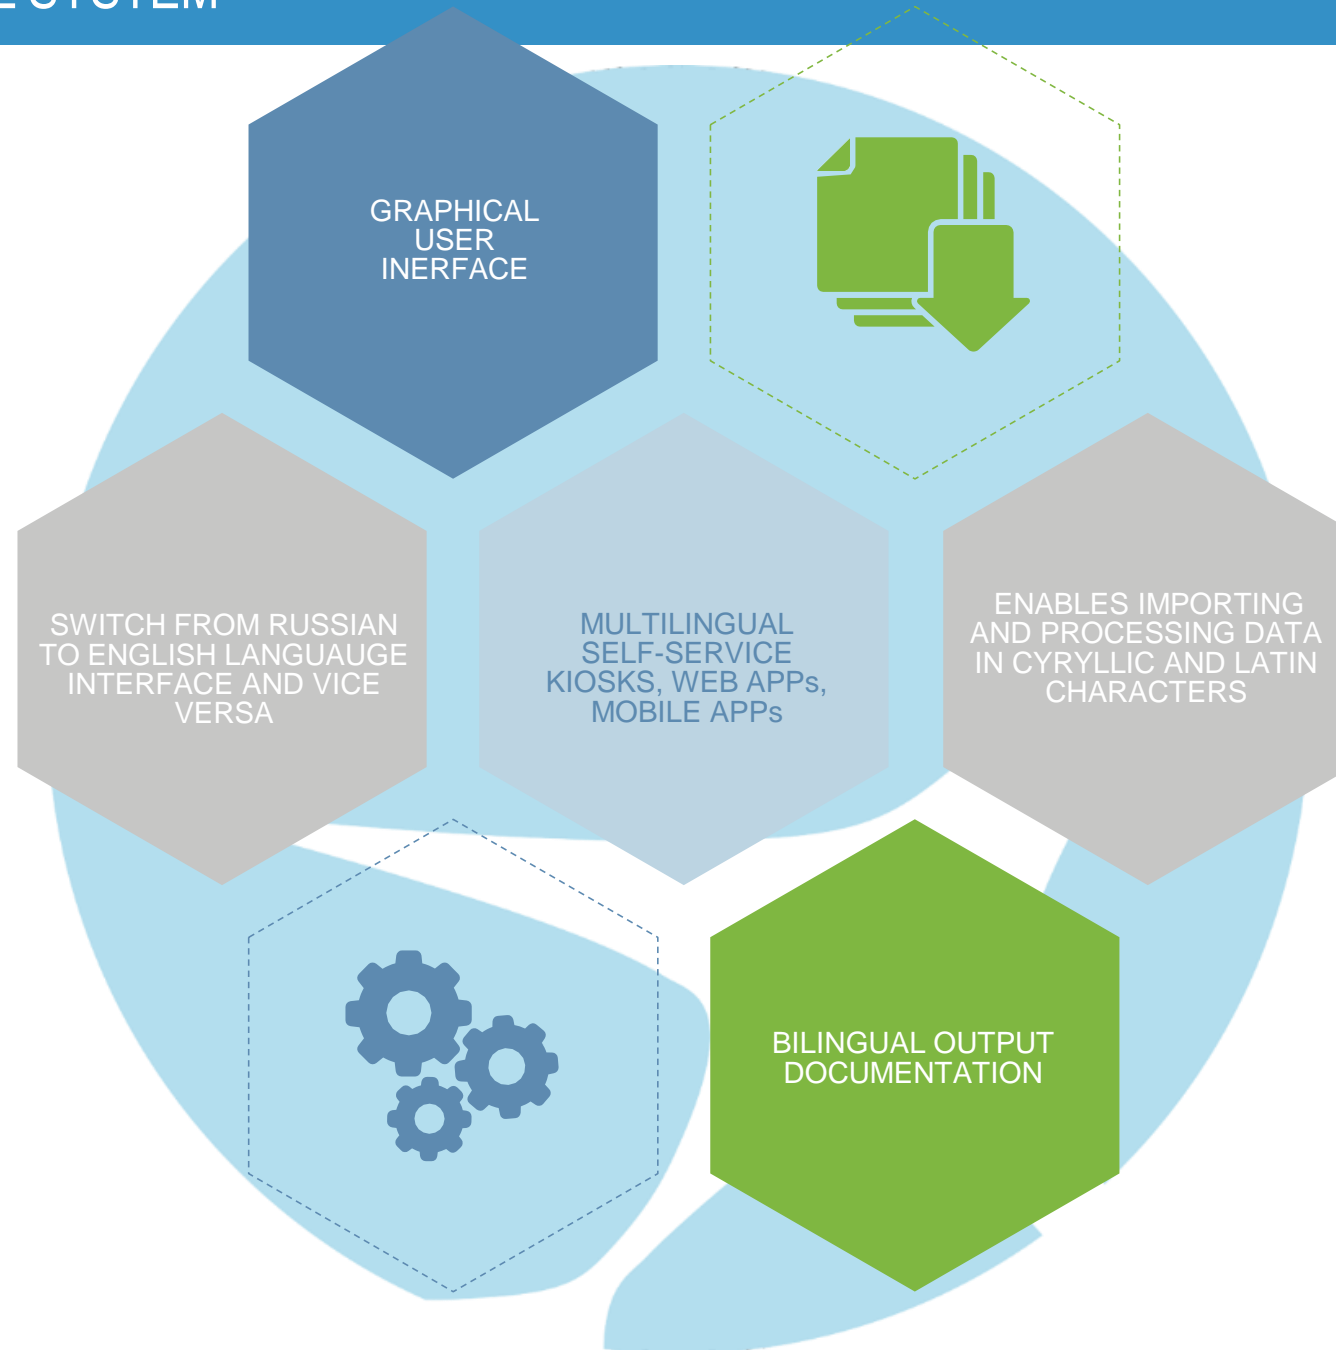 SYSTEM
GRAPHICAL
USER
INERFACE
SWITCH FROM RUSSIAN
TO ENGLISH LANGUAUGE
INTERFACE AND VICE
VERSA
MULTILINGUAL
SELF-SERVICE
KIOSKS, WEB APPs,
MOBILE APPs
ENABLES IMPORTING
AND PROCESSING DATA
IN CYRYLLIC AND LATIN
CHARACTERS
BILINGUAL OUTPUT
DOCUMENTATION